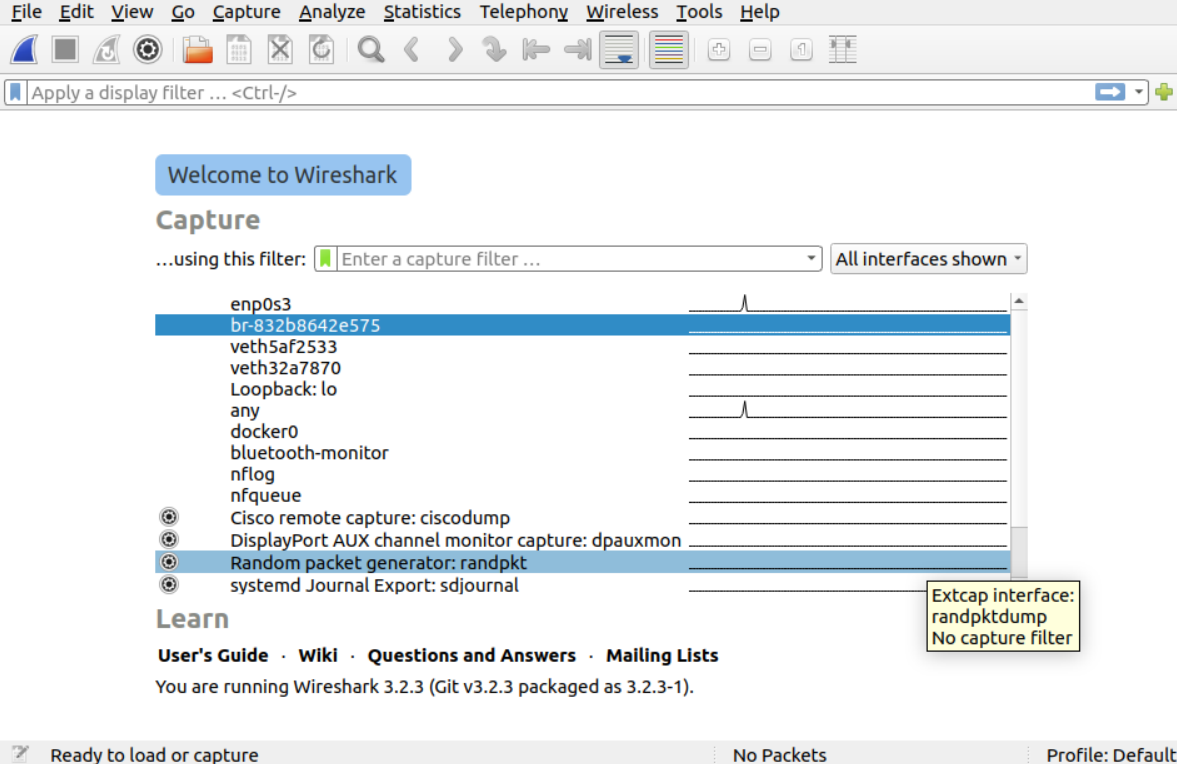 File Edit View Go Capture Analyze Statistics Telephony Wireless Tools Help
Apply a display filter … <Ctrl-/>
Welcome to Wireshark
Capture
…using this filter: Enter a capture filter … All interfaces shown
enp0s3
br-832b8642e575
veth5af2533
veth32a7870
Loopback: lo
any
docker0
bluetooth-monitor
nflog
nfqueue
Cisco remote capture: ciscodump
DisplayPort AUX channel monitor capture: dpauxmon
Random packet generator: randpkt
systemd Journal Export: sdjournal
Extcap interface:
randpktdump
No capture filter
Learn
User's Guide · Wiki · Questions and Answers · Mailing Lists
You are running Wireshark 3.2.3 (Git v3.2.3 packaged as 3.2.3-1).
Ready to load or capture No Packets Profile: Default